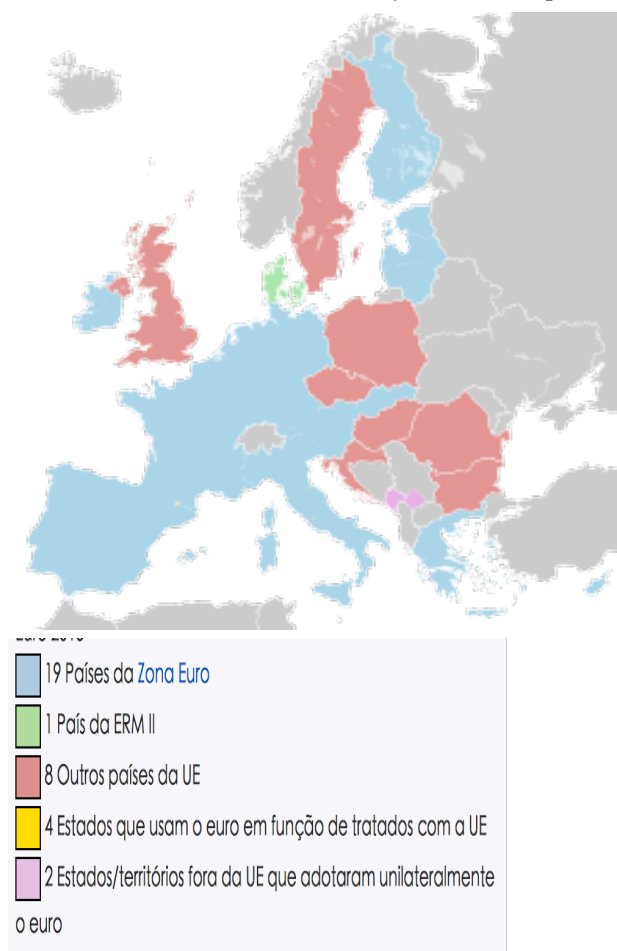 19 Países da Zona Euro
1 País da ERM II
8 Outros países da UE
4 Estados que usam o euro em função de tratados com a UE
2 Estados/territórios fora da UE que adotaram unilateralmente
o euro